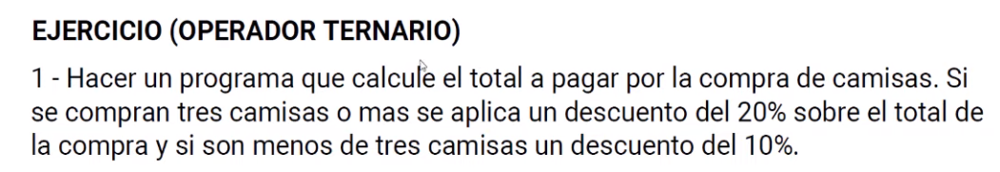 EJERCICIO (OPERADOR TERNARIO)
1 - Hacer un programa que calcule el total a pagar por la compra de camisas. Si
se compran tres camisas o mas se aplica un descuento del 20% sobre el total de
la compra y si son menos de tres camisas un descuento del 10%.